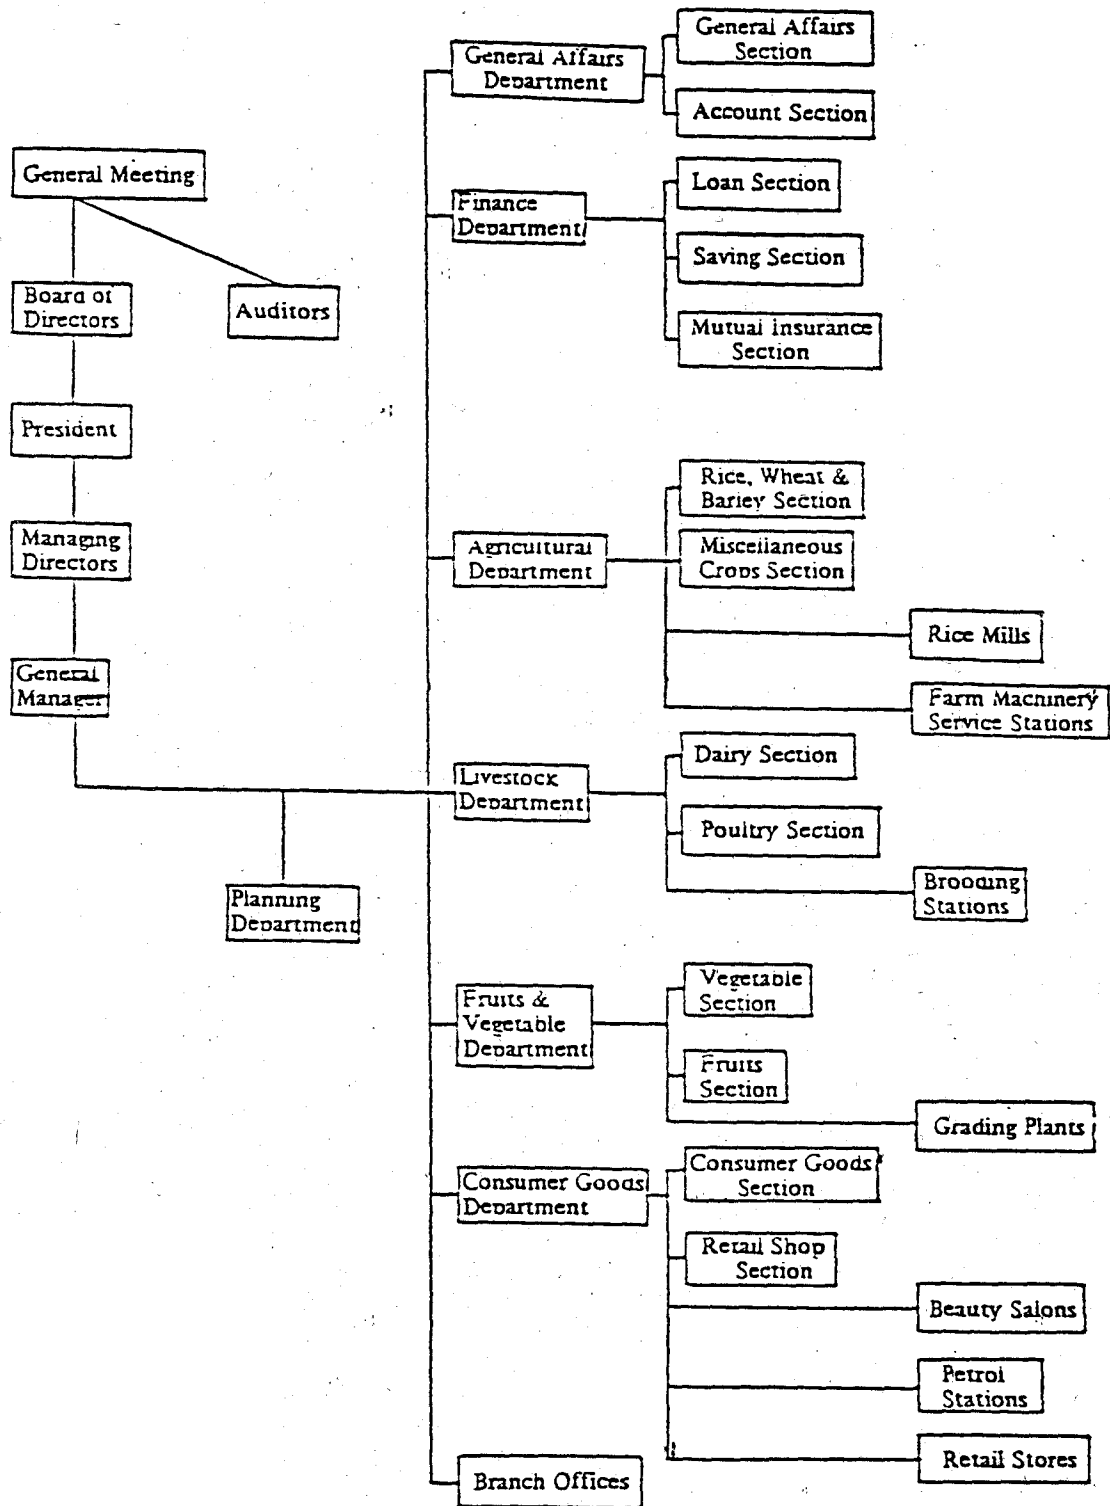 General Meeting
Board of
Directors
Auditors
President
Managing
Directors
General
Manager
Planning
Department
General Affairs
Department
General Affairs
Section
Account Section
Finance
Department
Loan Section
Saving Section
Mutual Insurance
Section
Agricultural
Department
Rice, Wheat &
Barley Section
Miscellaneous
Crops Section
Rice Mills
Farm Machinery
Service Stations
Livestock
Department
Dairy Section
Poultry Section
Brooding
Stations
Fruits &
Vegetable
Department
Vegetable
Section
Fruits
Section
Grading Plants
Consumer Goods
Department
Consumer Goods
Section
Retail Shop
Section
Beauty Salons
Petrol
Stations
Retail Stores
Branch Offices